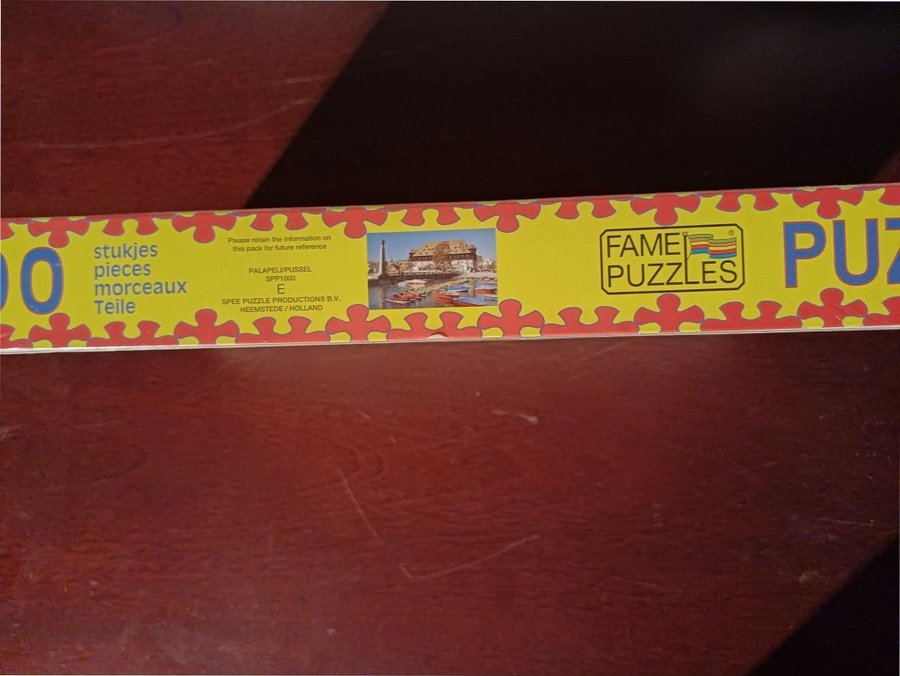 00
stukjes
pieces
morceaux
Teile
Please retain the information on
this pack for future reference
PALAPELI/PUSSEL
SPP1000
E
SPEE PUZZLE PRODUCTIONS B.V.
HEEMSTEDE / HOLLAND
FAME
PUZZLES
®
PUZ